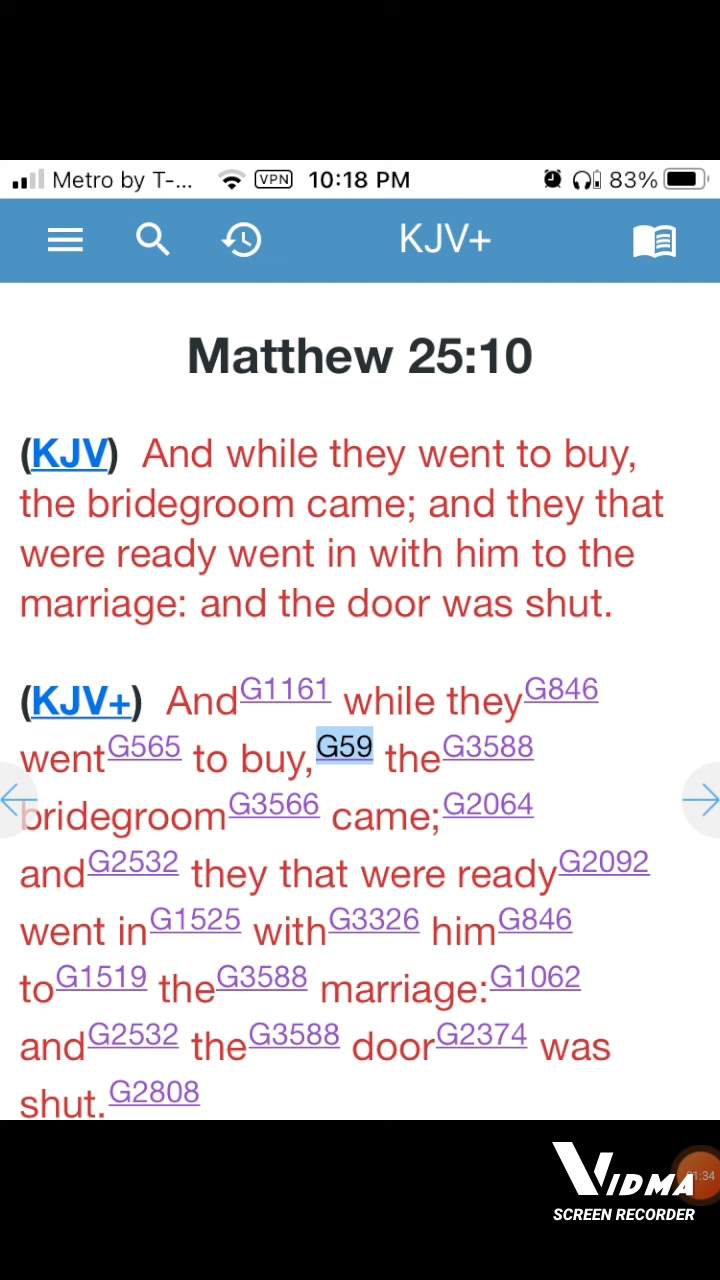 Metro by T-... VPN 10:18 PM 83%
KJV+
Matthew 25:10
(KJV) And while they went to buy,
the bridegroom came; and they that
were ready went in with him to the
marriage: and the door was shut.
(KJV+) AndG1161 while theyG846
wentG565 to buy,G59 theG3588
bridegroomG3566 came;G2064
andG2532 they that were readyG2092
went inG1525 withG3326 himG846
toG1519 theG3588 marriage:G1062
andG2532 theG3588 doorG2374 was
shut.G2808
VIDMA
SCREEN RECORDER